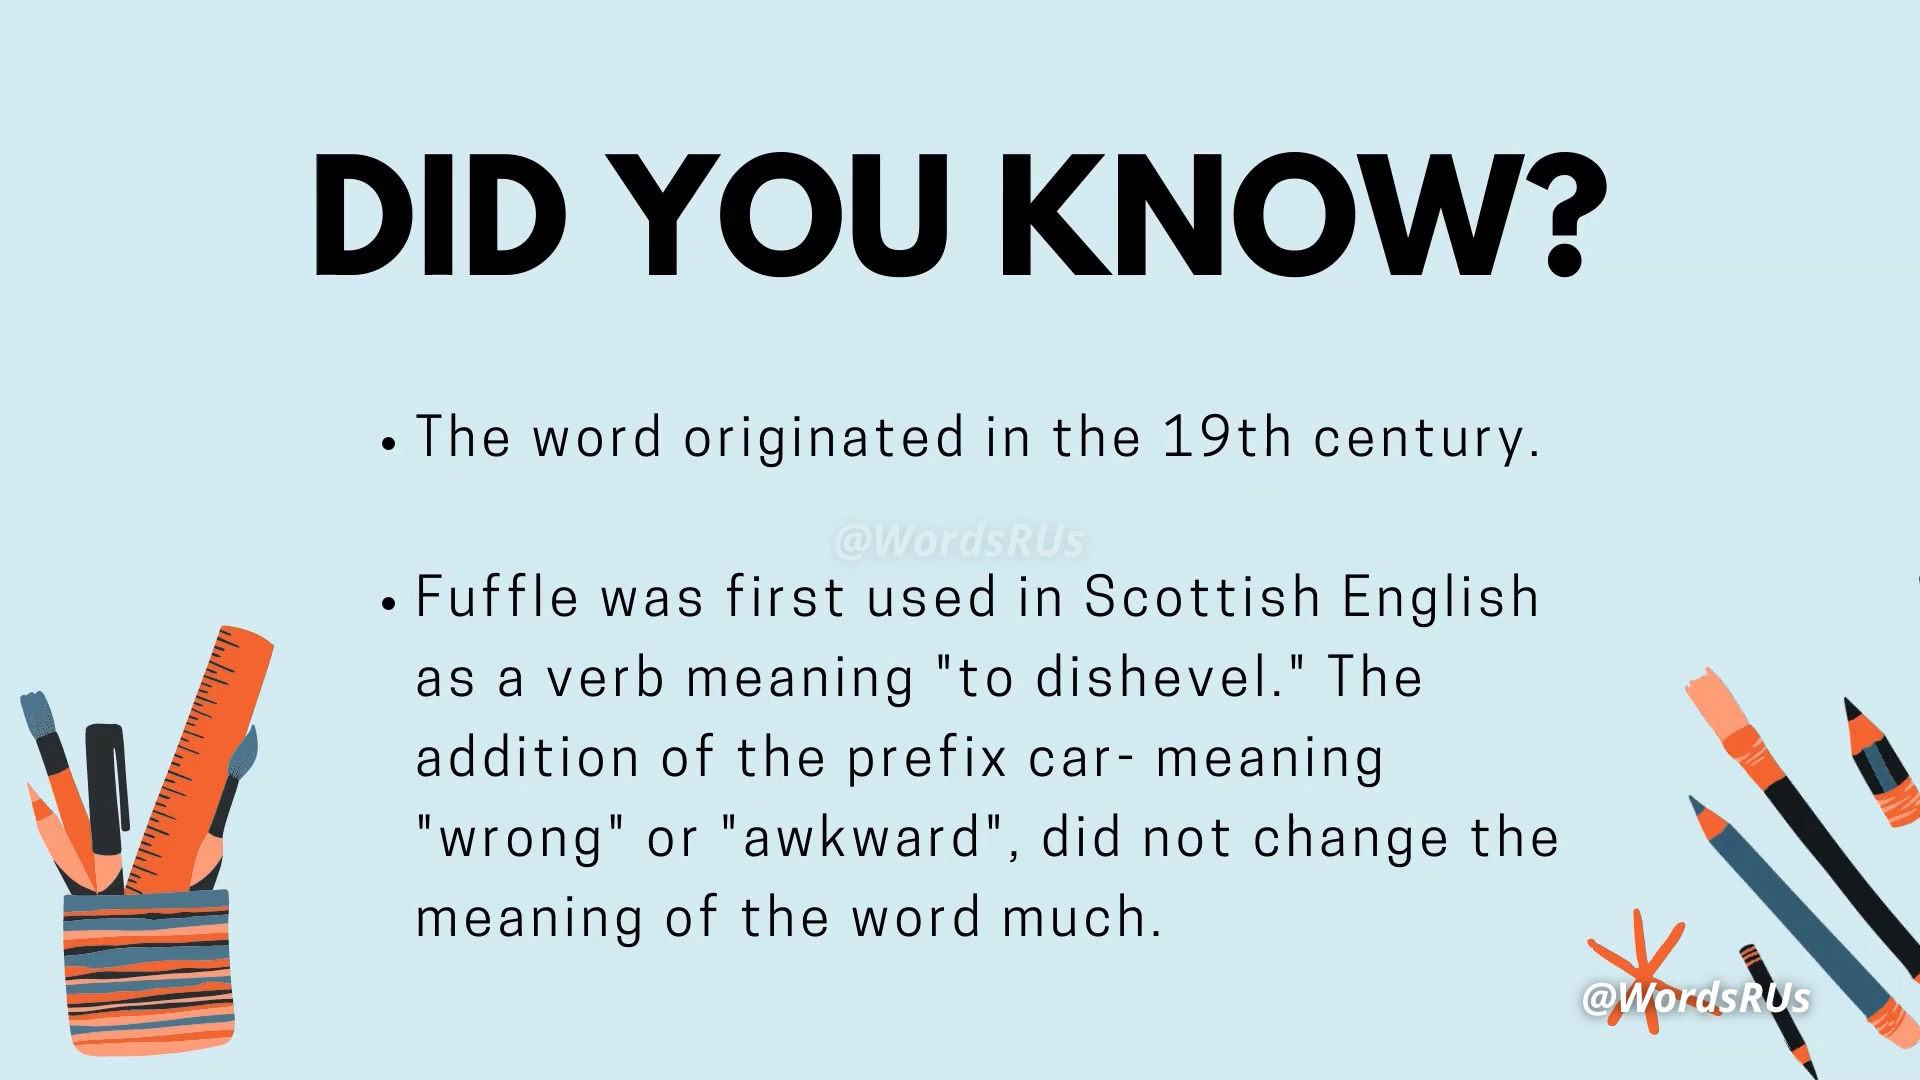 DID YOU KNOW?
• The word originated in the 19th century.
@WordsRUs
• Fuffle was first used in Scottish English
as a verb meaning "to dishevel." The
addition of the prefix car- meaning
"wrong" or "awkward", did not change the
meaning of the word much.
@WordsRUs